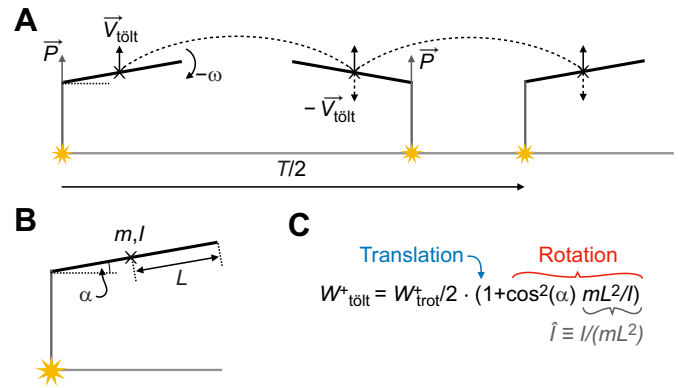 A
P⃗
V⃗tölt
−ω
− V⃗tölt
P⃗
T/2
B
m,I
α
L
C
Translation
Rotation
W⁺tölt = W⁺trot/2 · (1+cos²(α) mL²/I)
Î ≡ I/(mL²)